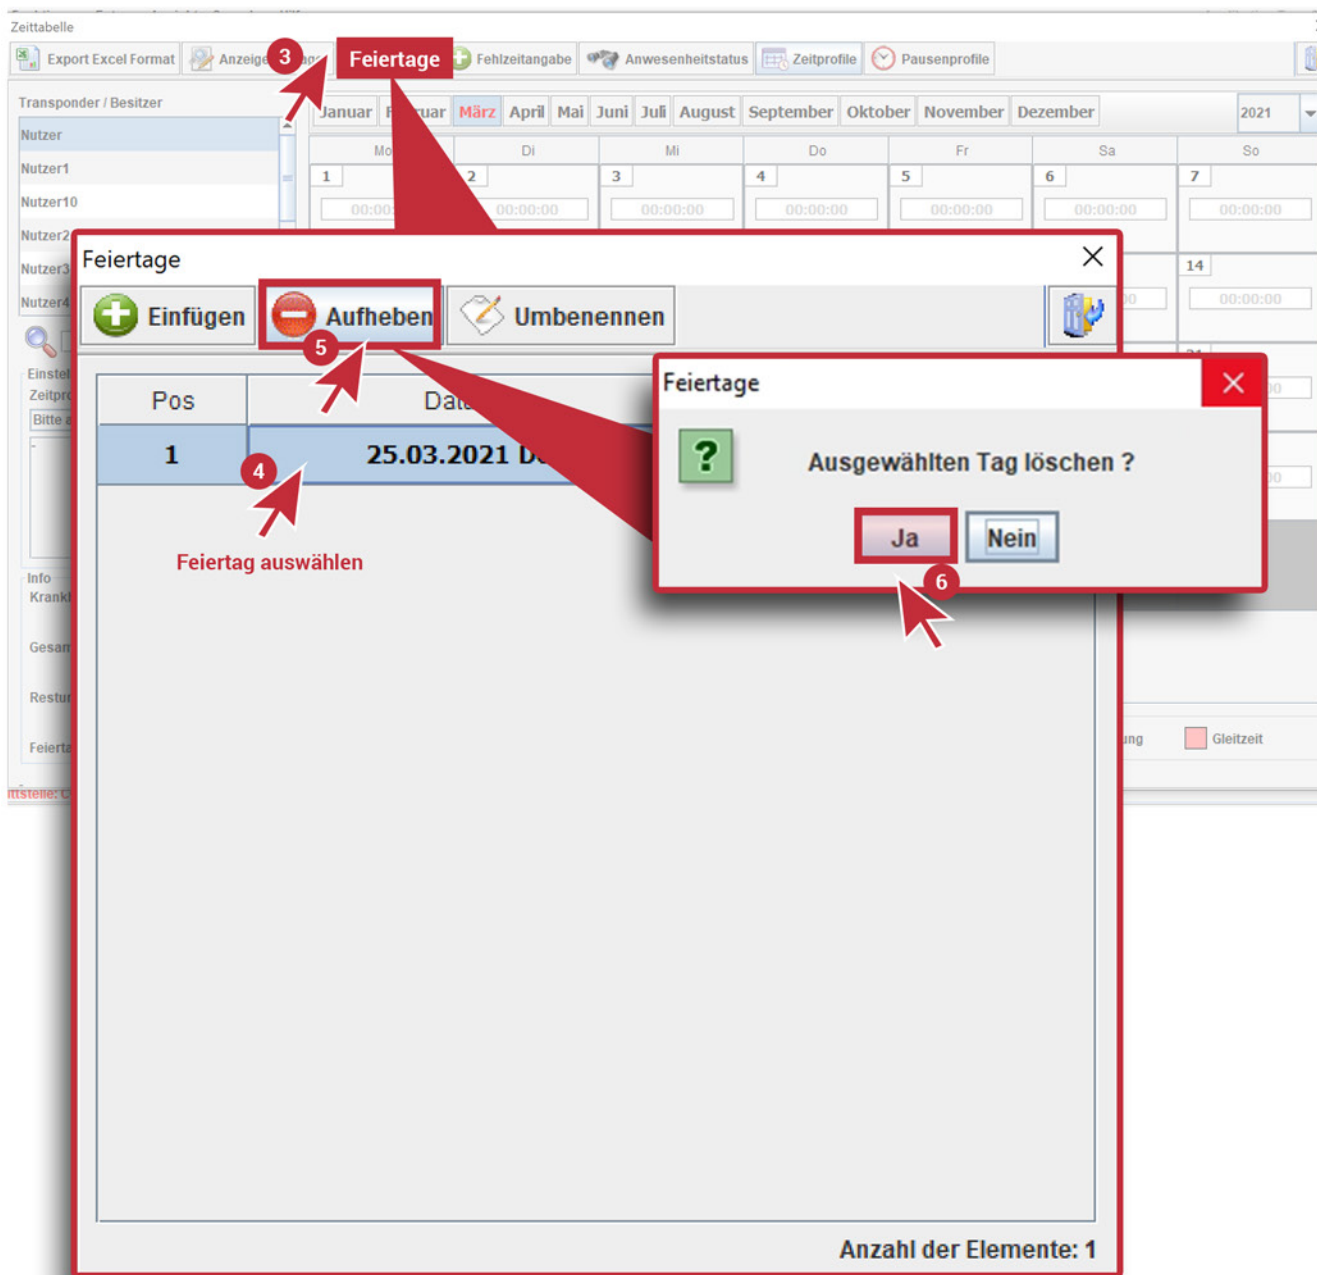 Zeittabelle
Export Excel Format
3
Feiertage
Fehlzeitangabe
Anwesenheitstatus
Zeitprofile
Pausenprofile
Transponder / Besitzer
Januar
März
April
Mai
Juni
Juli
August
September
Oktober
November
Dezember
2021
Nutzer
Nutzer1
Nutzer10
Di
Mi
Do
Fr
Sa
So
1
2
3
4
5
6
7
00:00:00
00:00:00
00:00:00
00:00:00
00:00:00
00:00:00
14
00:00:00
Feiertage
Einfügen
Aufheben
Umbenennen
5
Pos
1
25.03.2021
4
Feiertag auswählen
Feiertage
Ausgewählten Tag löschen ?
Ja
Nein
6
Info
Gleitzeit
Anzahl der Elemente: 1